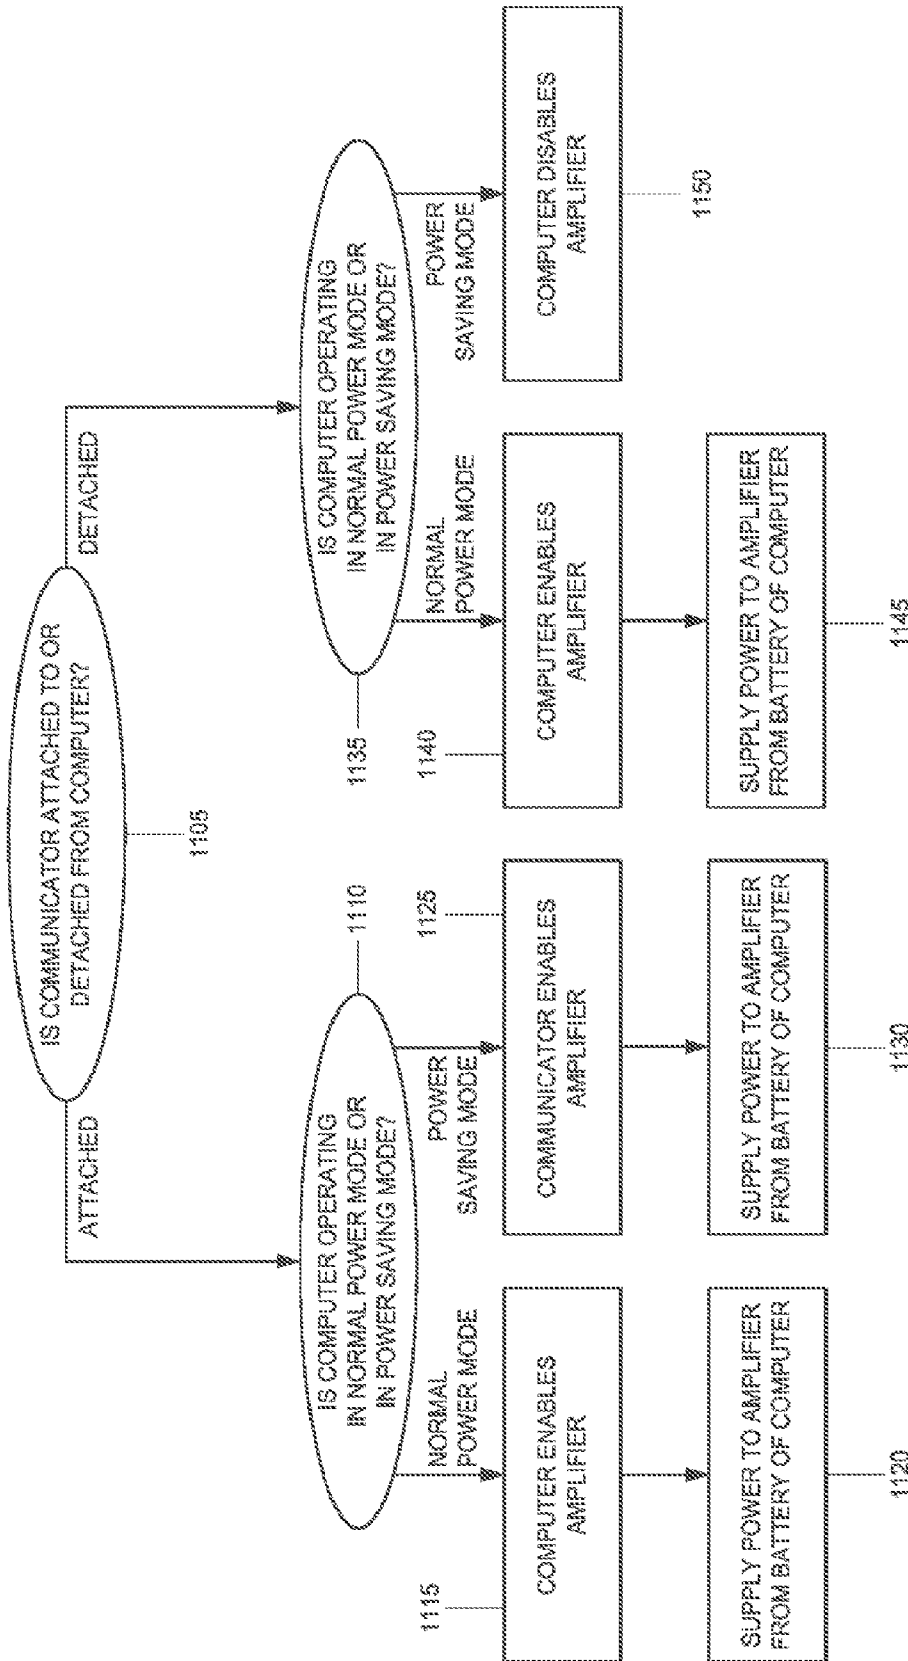 IS COMMUNICATOR ATTACHED TO OR
DETACHED FROM COMPUTER?
1105
ATTACHED
DETACHED
IS COMPUTER OPERATING
IN NORMAL POWER MODE OR
IN POWER SAVING MODE?
1110
NORMAL
POWER MODE
POWER
SAVING MODE
1115
COMPUTER ENABLES
AMPLIFIER
SUPPLY POWER TO AMPLIFIER
FROM BATTERY OF COMPUTER
1120
1125
COMMUNICATOR ENABLES
AMPLIFIER
SUPPLY POWER TO AMPLIFIER
FROM BATTERY OF COMPUTER
1130
IS COMPUTER OPERATING
IN NORMAL POWER MODE OR
IN POWER SAVING MODE?
1135
NORMAL
POWER MODE
POWER
SAVING MODE
1140
COMPUTER ENABLES
AMPLIFIER
SUPPLY POWER TO AMPLIFIER
FROM BATTERY OF COMPUTER
1145
COMPUTER DISABLES
AMPLIFIER
1150